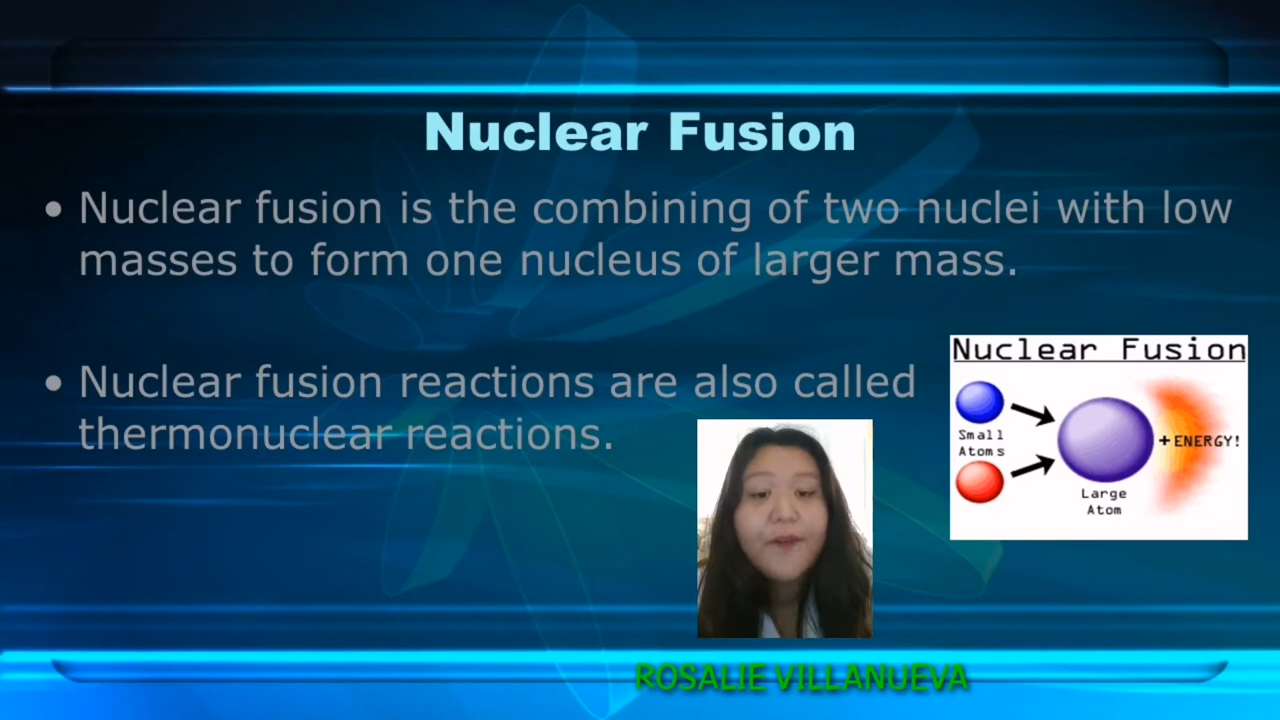 Nuclear Fusion
• Nuclear fusion is the combining of two nuclei with low
masses to form one nucleus of larger mass.
• Nuclear fusion reactions are also called
thermonuclear reactions.
Nuclear Fusion
Small
Atoms
+ ENERGY!
Large
Atom
ROSALIE VILLANUEVA